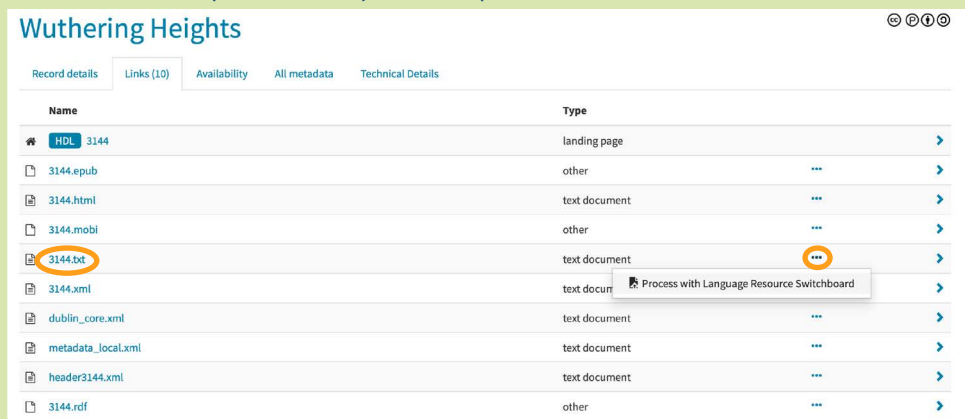 Wuthering Heights
Record details Links (10) Availability All metadata Technical Details
Name Type
HDL 3144 landing page
3144.epub other ...
3144.html text document ...
3144.mobi other ...
3144.txt text document ...
Process with Language Resource Switchboard
3144.xml text docum
dublin_core.xml text document ...
metadata_local.xml text document ...
header3144.xml text document ...
3144.rdf other ...